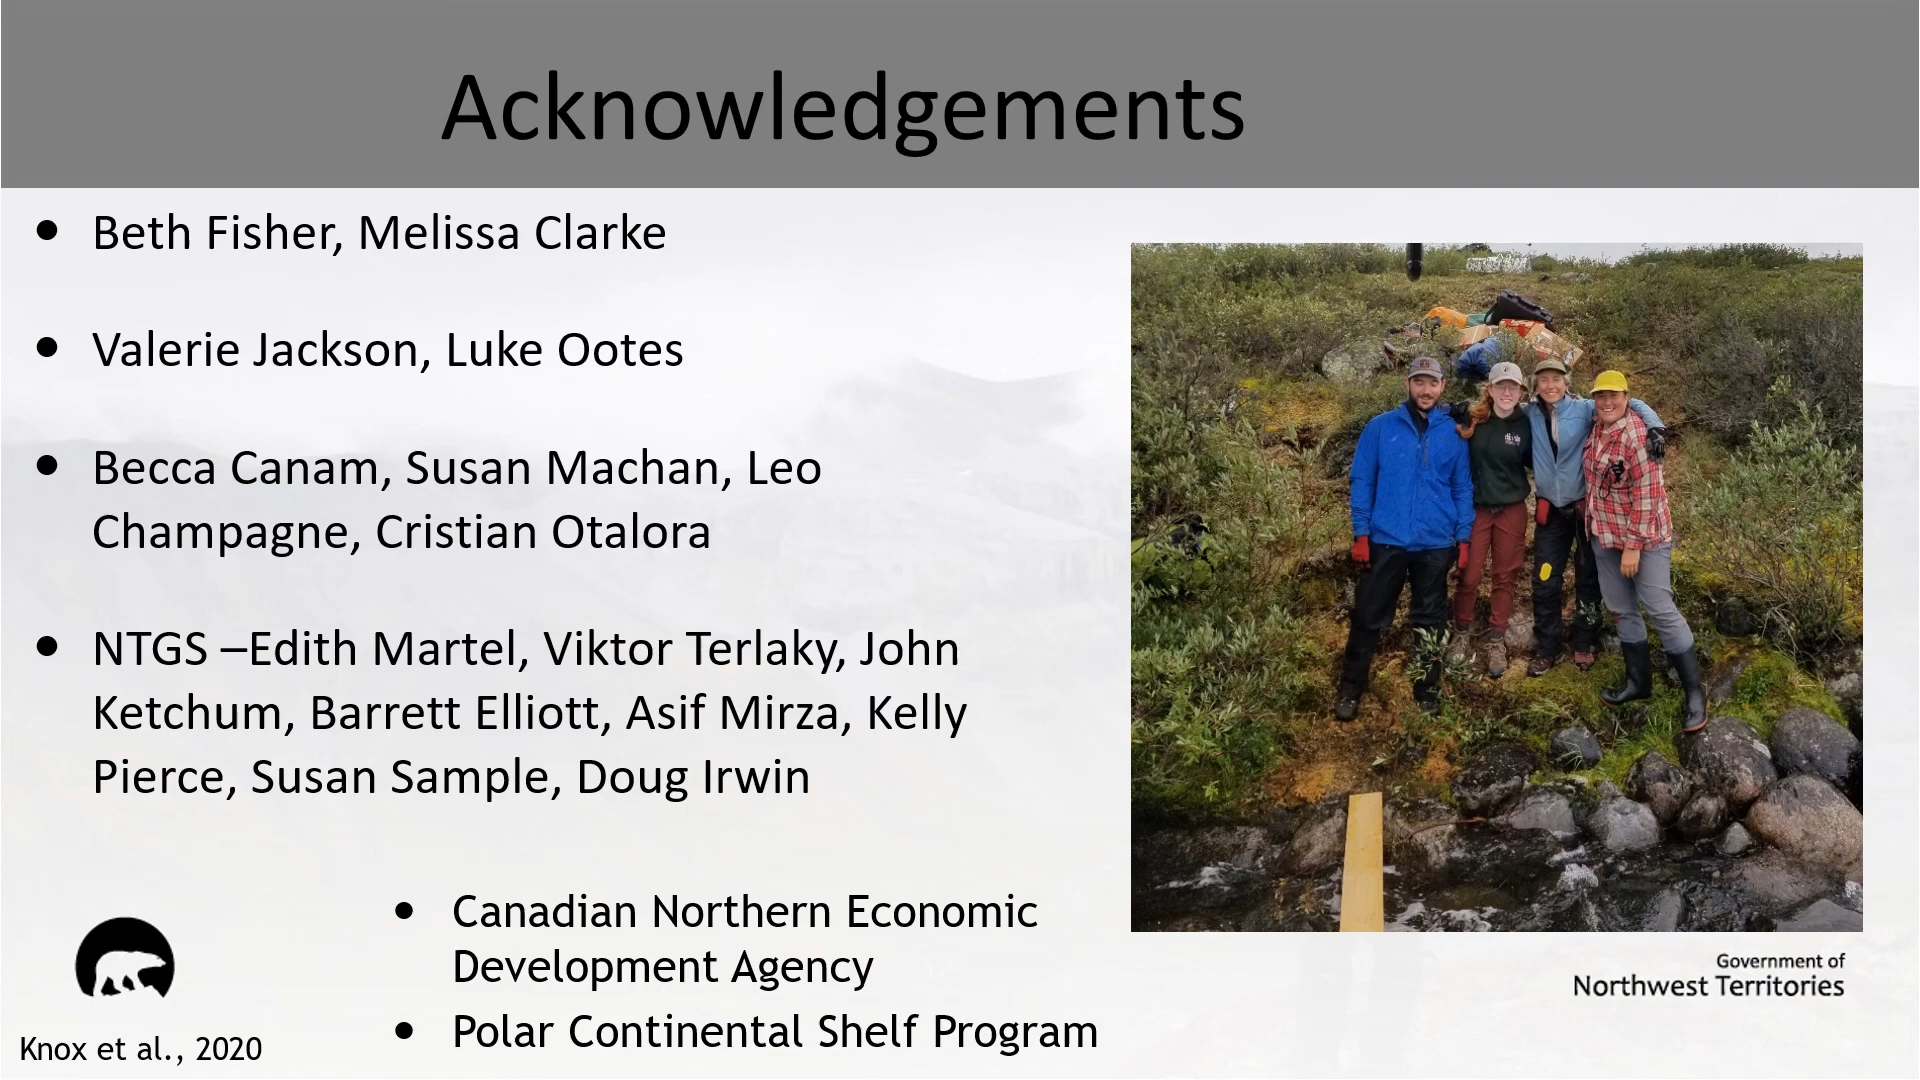 Acknowledgements
● Beth Fisher, Melissa Clarke
● Valerie Jackson, Luke Ootes
● Becca Canam, Susan Machan, Leo
Champagne, Cristian Otalora
● NTGS –Edith Martel, Viktor Terlaky, John
Ketchum, Barrett Elliott, Asif Mirza, Kelly
Pierce, Susan Sample, Doug Irwin
● Canadian Northern Economic
Development Agency
● Polar Continental Shelf Program
Knox et al., 2020
Government of
Northwest Territories